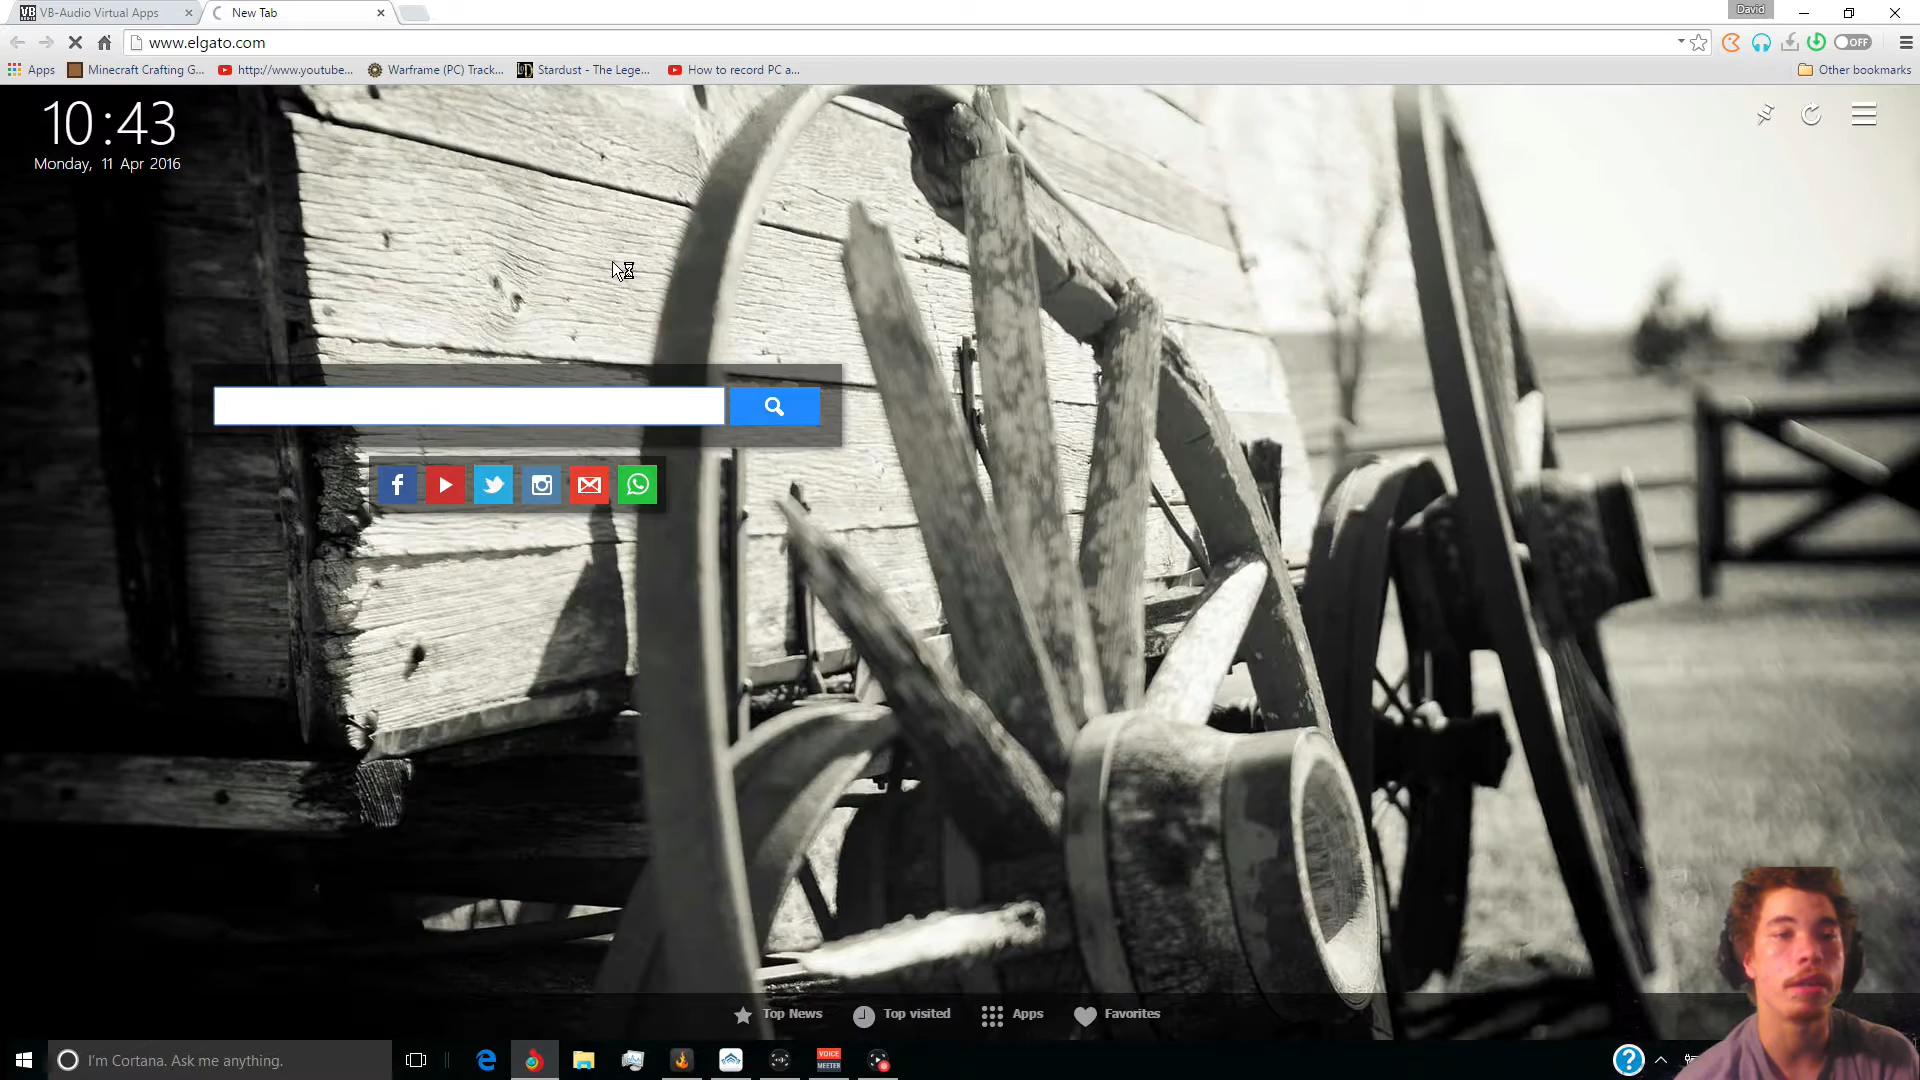 VB-Audio Virtual Apps
New Tab
David
www.elgato.com
OFF
Apps
Minecraft Crafting G...
http://www.youtube...
Warframe (PC) Track...
Stardust - The Lege...
How to record PC a...
Other bookmarks
10:43
Monday, 11 Apr 2016
Top News
Top visited
Apps
Favorites
I'm Cortana. Ask me anything.
VOICE
MEETER